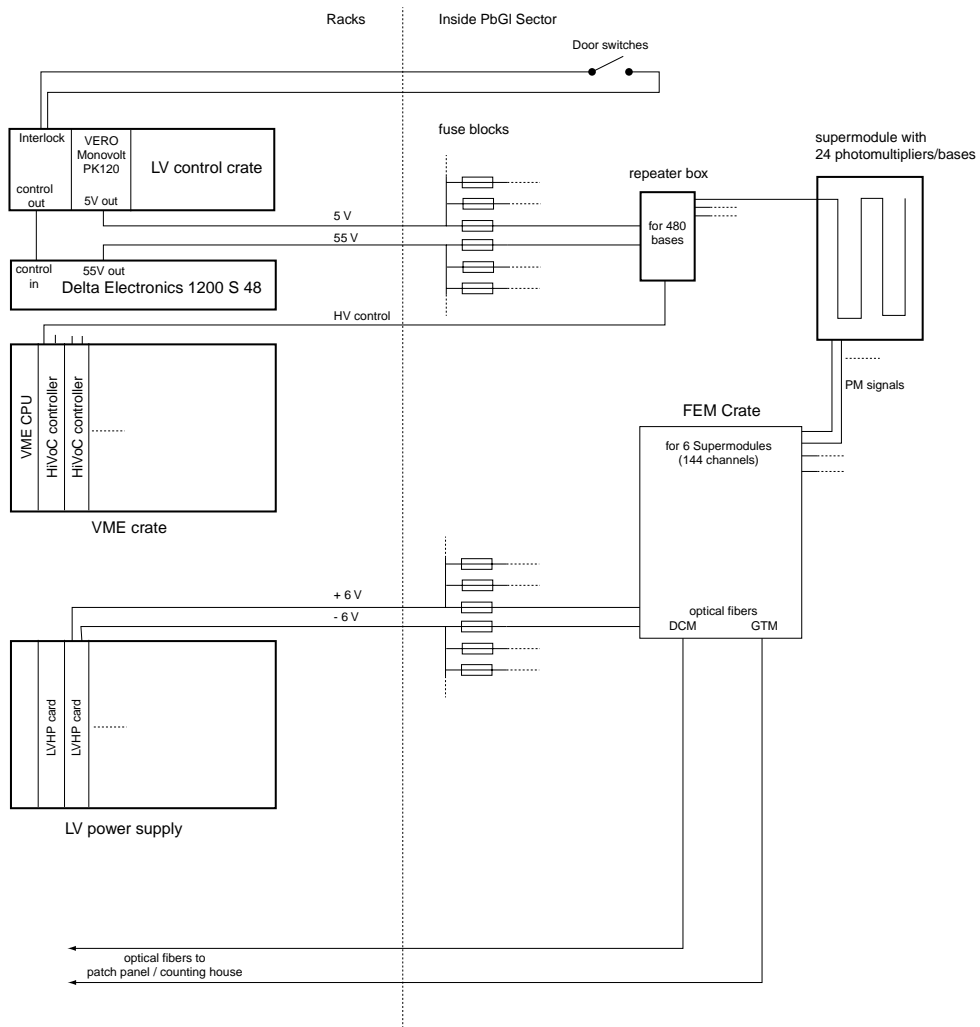 Racks
Inside PbGl Sector
Door switches
Interlock
VERO
Monovolt
PK120
LV control crate
control
out
5V out
fuse blocks
supermodule with
24 photomultipliers/bases
repeater box
for 480
bases
5 V
55 V
control
in
55V out
Delta Electronics 1200 S 48
HV control
VME CPU
HiVoC controller
HiVoC controller
VME crate
PM signals
FEM Crate
for 6 Supermodules
(144 channels)
optical fibers
DCM
GTM
+ 6 V
- 6 V
LVHP card
LVHP card
LV power supply
optical fibers to
patch panel / counting house